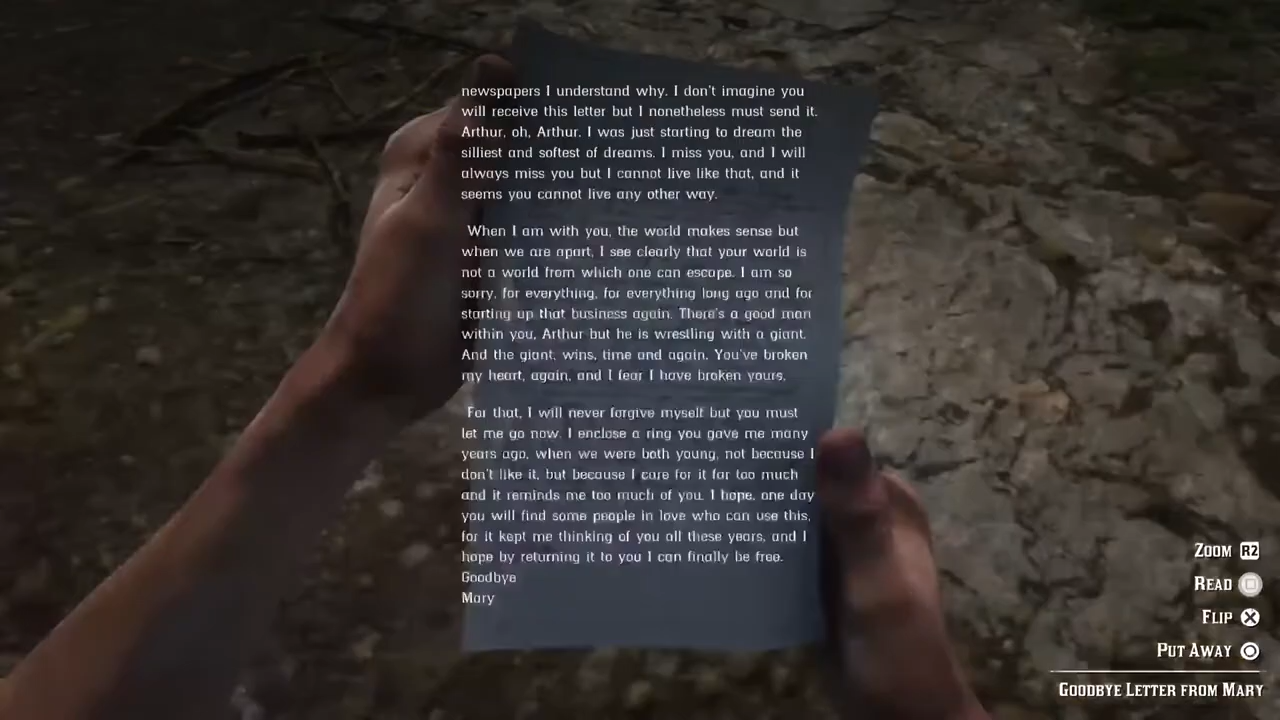 newspapers I understand why. I don't imagine you
will receive this letter but I nonetheless must send it.
Arthur, oh, Arthur. I was just starting to dream the
silliest and softest of dreams. I miss you, and I will
always miss you but I cannot live like that, and it
seems you cannot live any other way.
When I am with you, the world makes sense but
when we are apart, I see clearly that your world is
not a world from which one can escape. I am so
sorry, for everything, for everything long ago and for
starting up that business again. There's a good man
within you, Arthur but he is wrestling with a giant.
And the giant, wins, time and again. You've broken
my heart, again, and I fear I have broken yours.
For that, I will never forgive myself but you must
let me go now. I enclose a ring you gave me many
years ago, when we were both young, not because I
don't like it, but because I care for it far too much
and it reminds me too much of you. I hope, one day
you will find some people in love who can use this,
for it kept me thinking of you all these years, and I
hope by returning it to you I can finally be free.
Goodbye
Mary
ZOOM R2
READ
FLIP
PUT AWAY
GOODBYE LETTER FROM MARY